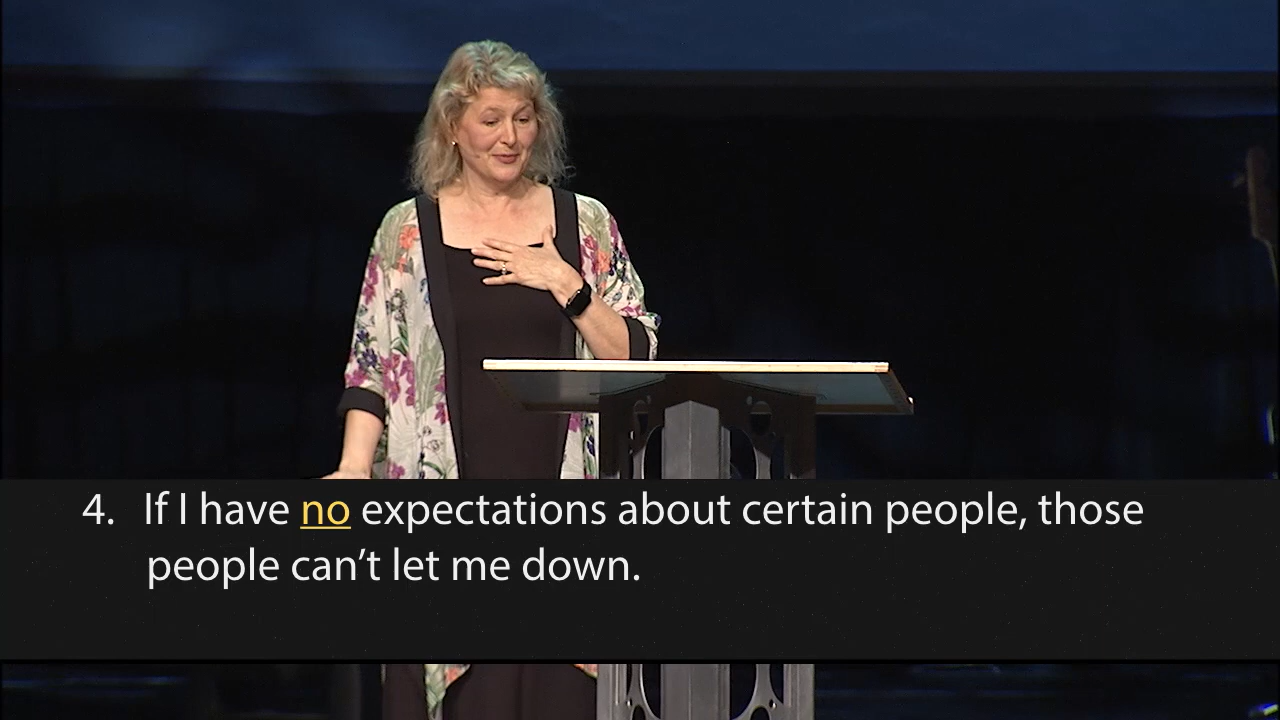 4. If I have no expectations about certain people, those
people can’t let me down.